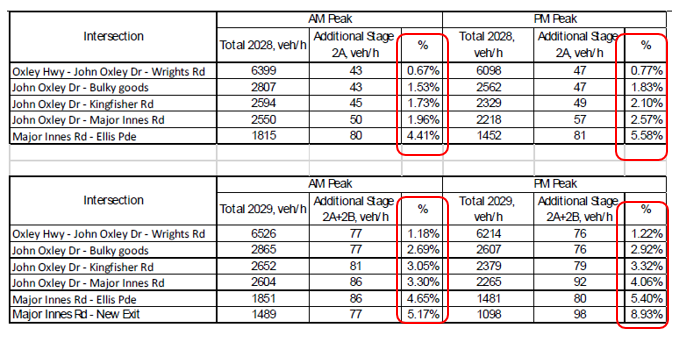 AM Peak PM Peak
Intersection Total 2028, veh/h Additional Stage 2A, veh/h % Total 2028, veh/h Additional Stage 2A, veh/h %
Oxley Hwy - John Oxley Dr - Wrights Rd 6399 43 0.67% 6098 47 0.77%
John Oxley Dr - Bulky goods 2807 43 1.53% 2562 47 1.83%
John Oxley Dr - Kingfisher Rd 2594 45 1.73% 2329 49 2.10%
John Oxley Dr - Major Innes Rd 2550 50 1.96% 2218 57 2.57%
Major Innes Rd - Ellis Pde 1815 80 4.41% 1452 81 5.58%
AM Peak PM Peak
Intersection Total 2029, veh/h Additional Stage 2A+2B, veh/h % Total 2029, veh/h Additional Stage 2A+2B, veh/h %
Oxley Hwy - John Oxley Dr - Wrights Rd 6526 77 1.18% 6214 76 1.22%
John Oxley Dr - Bulky goods 2865 77 2.69% 2607 76 2.92%
John Oxley Dr - Kingfisher Rd 2652 81 3.05% 2379 79 3.32%
John Oxley Dr - Major Innes Rd 2604 86 3.30% 2265 92 4.06%
Major Innes Rd - Ellis Pde 1851 86 4.65% 1481 80 5.40%
Major Innes Rd - New Exit 1489 77 5.17% 1098 98 8.93%